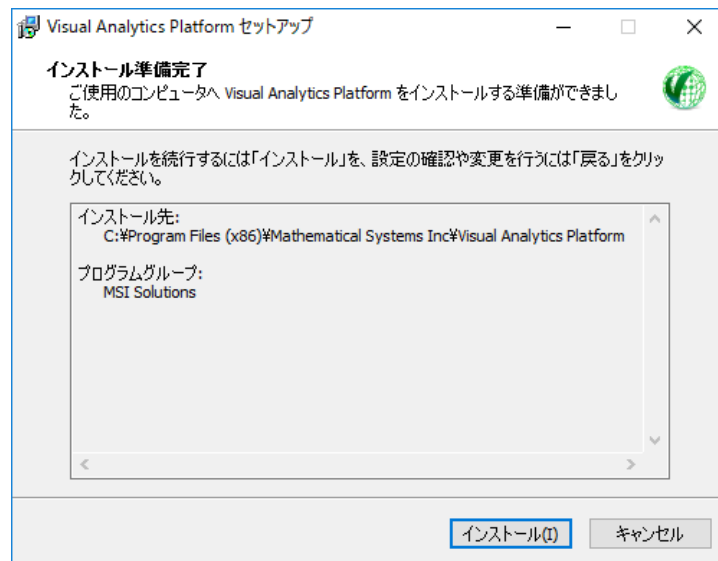 Visual Analytics Platform セットアップ
インストール準備完了
ご使用のコンピュータへ Visual Analytics Platform をインストールする準備ができまし
た。
インストールを続行するには「インストール」を、設定の確認や変更を行うには「戻る」をクリッ
クしてください。
インストール先:
C:¥Program Files (x86)¥Mathematical Systems Inc¥Visual Analytics Platform
プログラムグループ:
MSI Solutions
インストール(I)
キャンセル